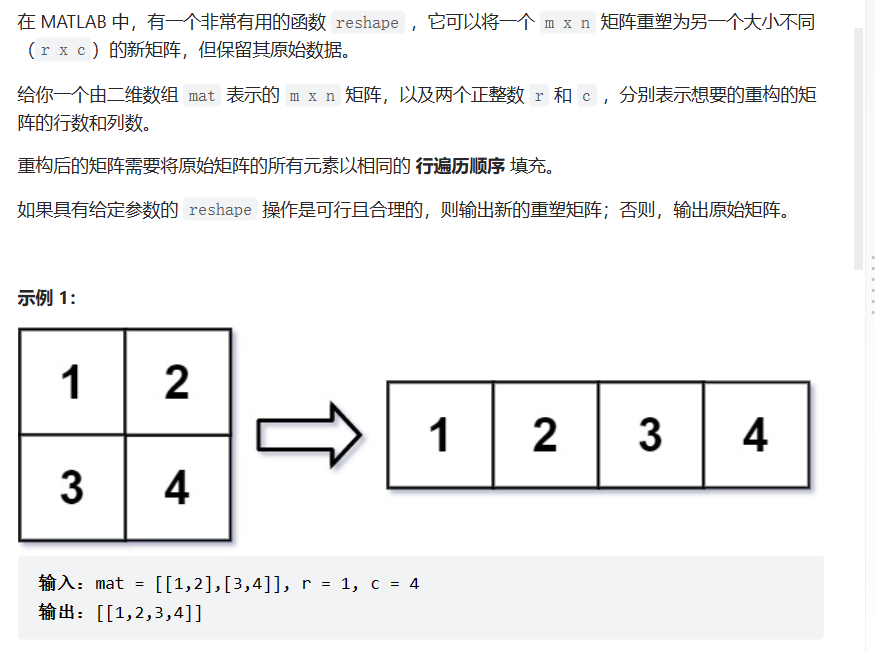 在 MATLAB 中，有一个非常有用的函数 reshape ，它可以将一个 m x n 矩阵重塑为另一个大小不同
（r x c）的新矩阵，但保留其原始数据。
给你一个由二维数组 mat 表示的 m x n 矩阵，以及两个正整数 r 和 c ，分别表示想要的重构的矩
阵的行数和列数。
重构后的矩阵需要将原始矩阵的所有元素以相同的 行遍历顺序 填充。
如果具有给定参数的 reshape 操作是可行且合理的，则输出新的重塑矩阵；否则，输出原始矩阵。
示例 1：
1 2
3 4
1 2 3 4
输入：mat = [[1,2],[3,4]], r = 1, c = 4
输出：[[1,2,3,4]]